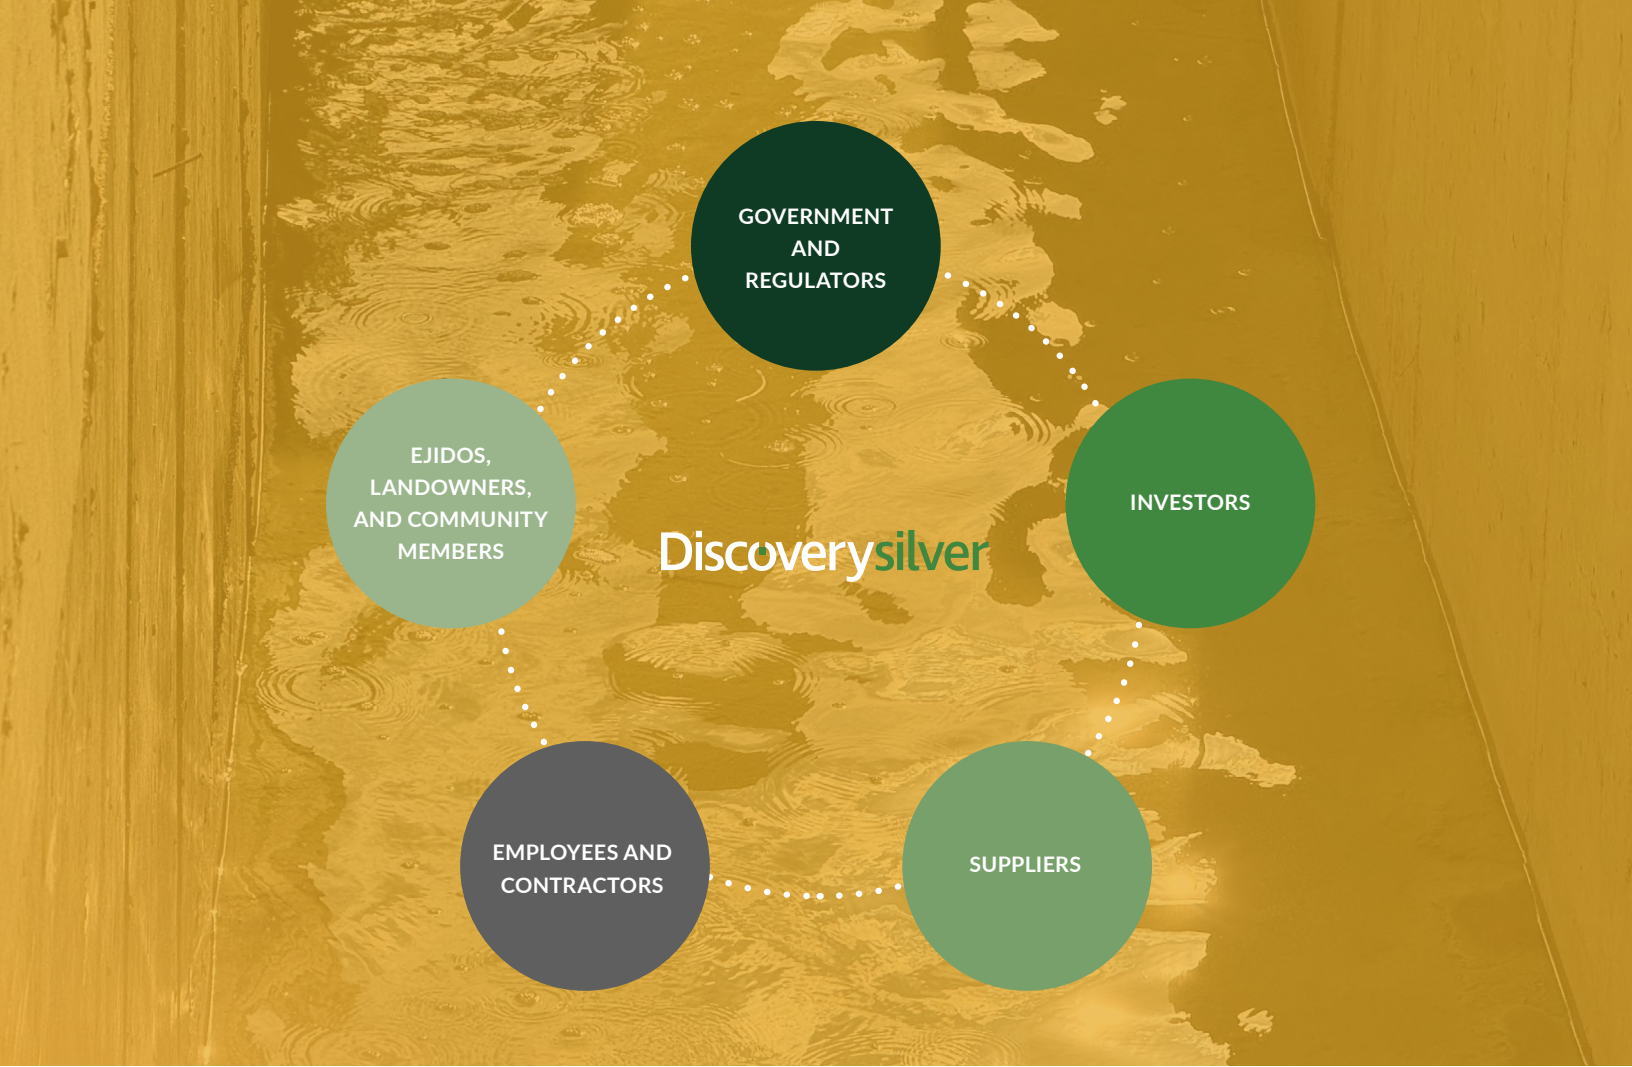 GOVERNMENT
AND
REGULATORS
EJIDOS,
LANDOWNERS,
AND COMMUNITY
MEMBERS
INVESTORS
Discoverysilver
EMPLOYEES AND
CONTRACTORS
SUPPLIERS